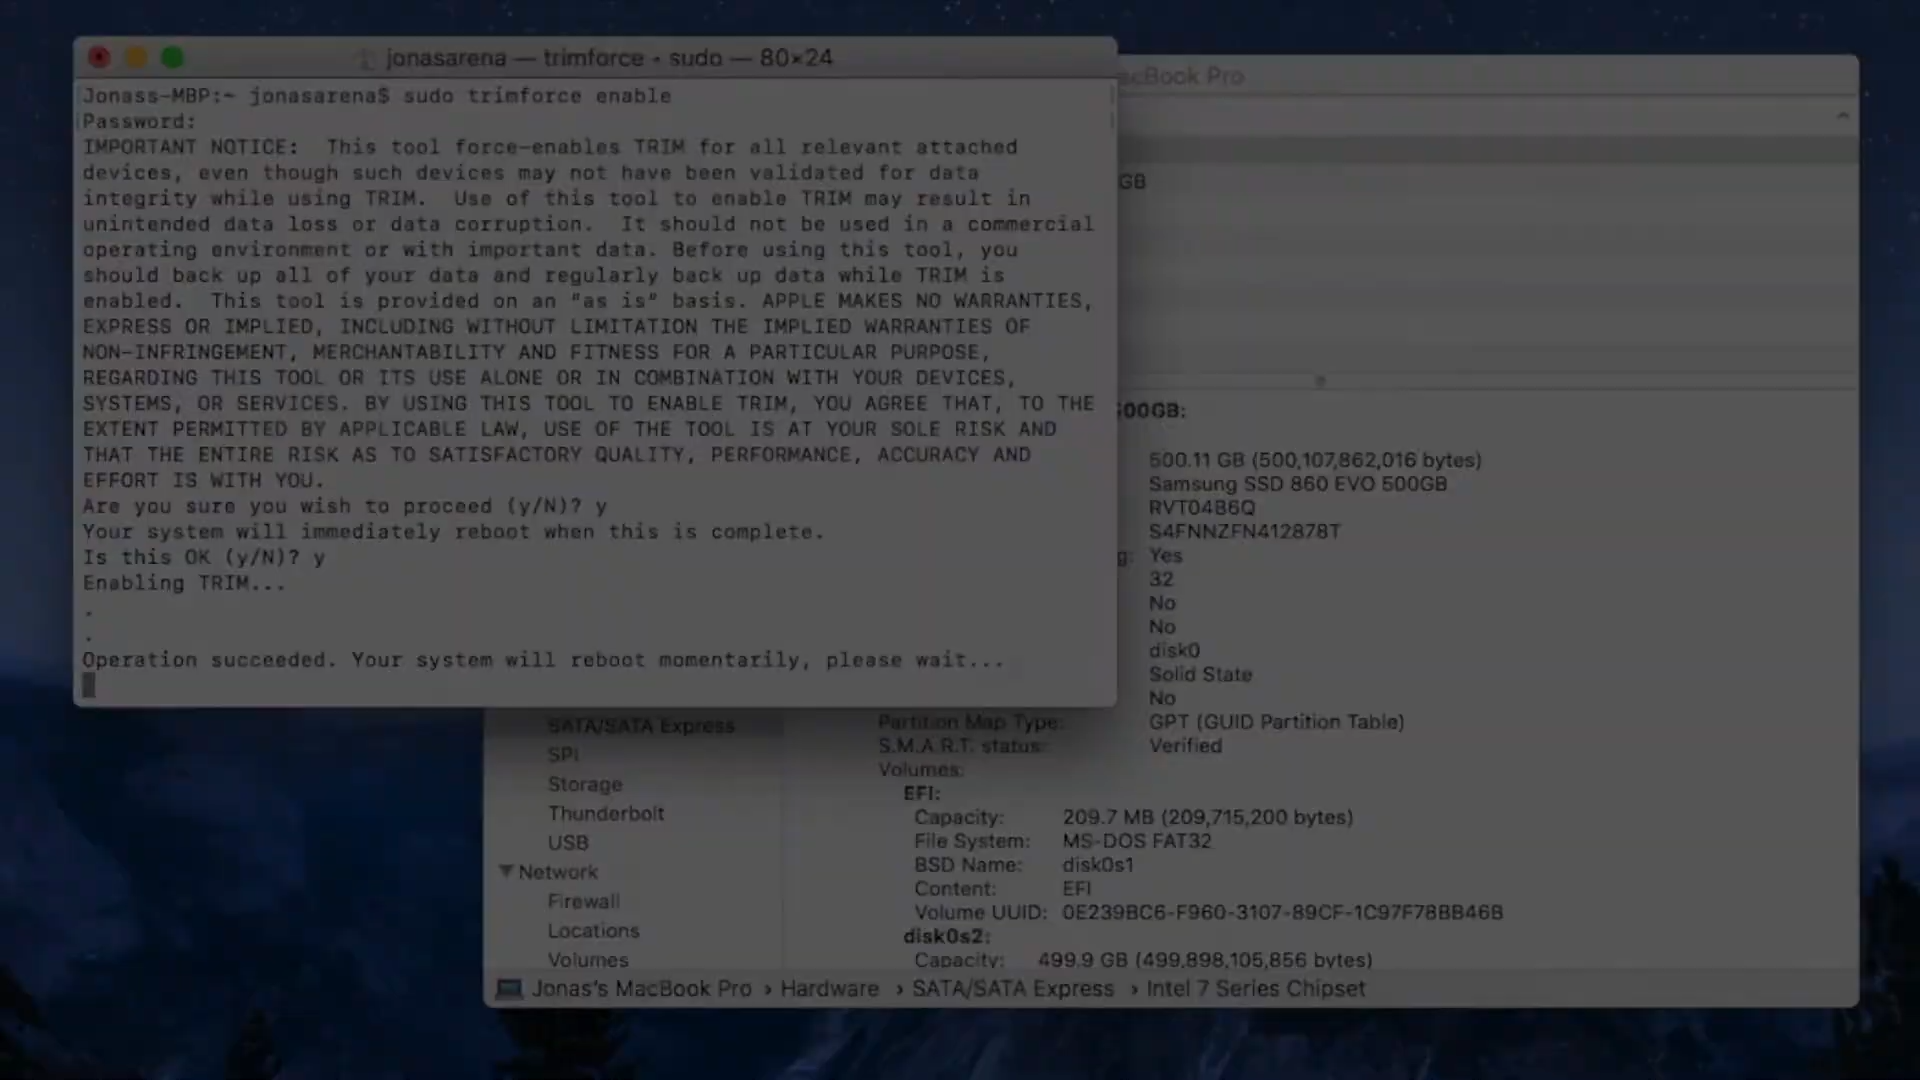 jonasarena — trimforce • sudo — 80×24
Jonass-MBP:~ jonasarena$ sudo trimforce enable
Password:
IMPORTANT NOTICE:  This tool force-enables TRIM for all relevant attached
devices, even though such devices may not have been validated for data
integrity while using TRIM.  Use of this tool to enable TRIM may result in
unintended data loss or data corruption.  It should not be used in a commercial
operating environment or with important data. Before using this tool, you
should back up all of your data and regularly back up data while TRIM is
enabled.  This tool is provided on an "as is" basis. APPLE MAKES NO WARRANTIES,
EXPRESS OR IMPLIED, INCLUDING WITHOUT LIMITATION THE IMPLIED WARRANTIES OF
NON-INFRINGEMENT, MERCHANTABILITY AND FITNESS FOR A PARTICULAR PURPOSE,
REGARDING THIS TOOL OR ITS USE ALONE OR IN COMBINATION WITH YOUR DEVICES,
SYSTEMS, OR SERVICES. BY USING THIS TOOL TO ENABLE TRIM, YOU AGREE THAT, TO THE
EXTENT PERMITTED BY APPLICABLE LAW, USE OF THE TOOL IS AT YOUR SOLE RISK AND
THAT THE ENTIRE RISK AS TO SATISFACTORY QUALITY, PERFORMANCE, ACCURACY AND
EFFORT IS WITH YOU.
Are you sure you wish to proceed (y/N)? y
Your system will immediately reboot when this is complete.
Is this OK (y/N)? y
Enabling TRIM...
.
.
Operation succeeded. Your system will reboot momentarily, please wait...
acBook Pro
GB
500GB:
500.11 GB (500,107,862,016 bytes)
Samsung SSD 860 EVO 500GB
RVT04B6Q
S4FNNZFN412878T
g: Yes
32
No
No
disk0
Solid State
No
Partition Map Type: GPT (GUID Partition Table)
S.M.A.R.T. status: Verified
Volumes:
EFI:
Capacity: 209.7 MB (209,715,200 bytes)
File System: MS-DOS FAT32
BSD Name: disk0s1
Content: EFI
Volume UUID: 0E239BC6-F960-3107-89CF-1C97F78BB46B
disk0s2:
Capacity: 499.9 GB (499,898,105,856 bytes)
SATA/SATA Express
SPI
Storage
Thunderbolt
USB
Network
Firewall
Locations
Volumes
Jonas's MacBook Pro › Hardware › SATA/SATA Express › Intel 7 Series Chipset